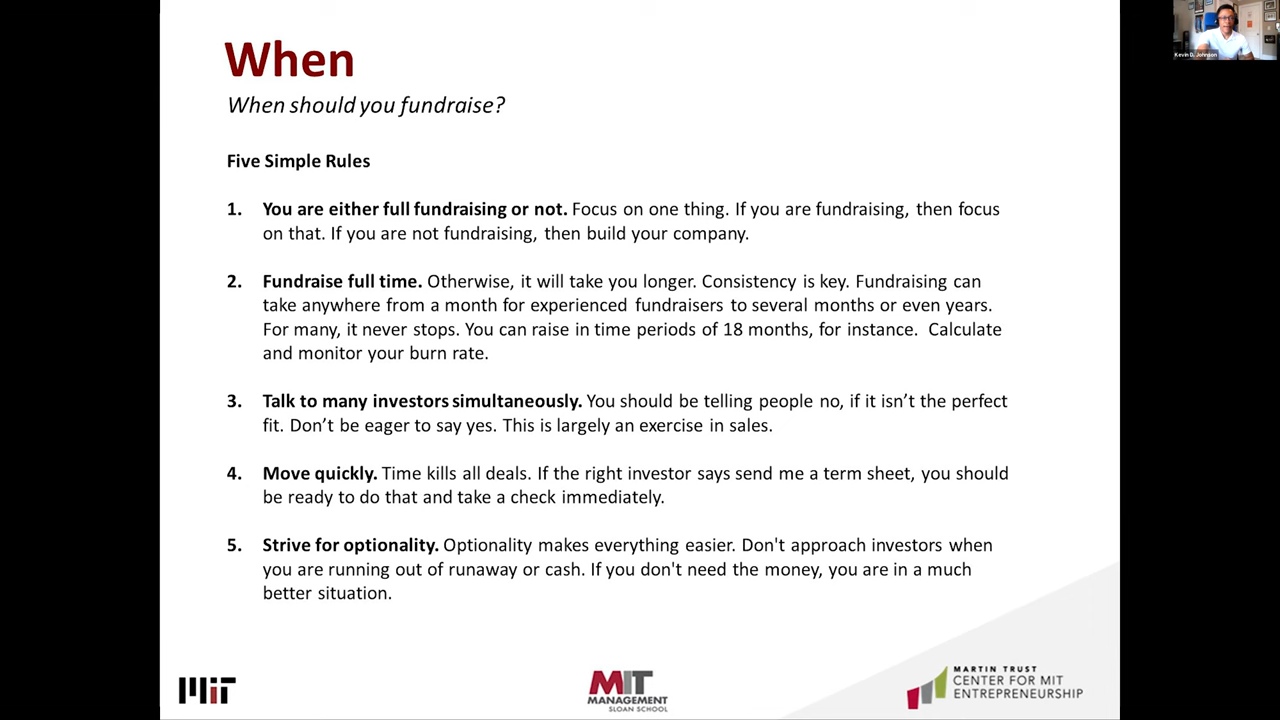 When
When should you fundraise?
Five Simple Rules
1. You are either full fundraising or not. Focus on one thing. If you are fundraising, then focus
on that. If you are not fundraising, then build your company.
2. Fundraise full time. Otherwise, it will take you longer. Consistency is key. Fundraising can
take anywhere from a month for experienced fundraisers to several months or even years.
For many, it never stops. You can raise in time periods of 18 months, for instance. Calculate
and monitor your burn rate.
3. Talk to many investors simultaneously. You should be telling people no, if it isn’t the perfect
fit. Don’t be eager to say yes. This is largely an exercise in sales.
4. Move quickly. Time kills all deals. If the right investor says send me a term sheet, you should
be ready to do that and take a check immediately.
5. Strive for optionality. Optionality makes everything easier. Don't approach investors when
you are running out of runaway or cash. If you don't need the money, you are in a much
better situation.
Kevin D. Johnson
MIT
MIT
MANAGEMENT
SLOAN SCHOOL
MARTIN TRUST
CENTER FOR MIT
ENTREPRENEURSHIP